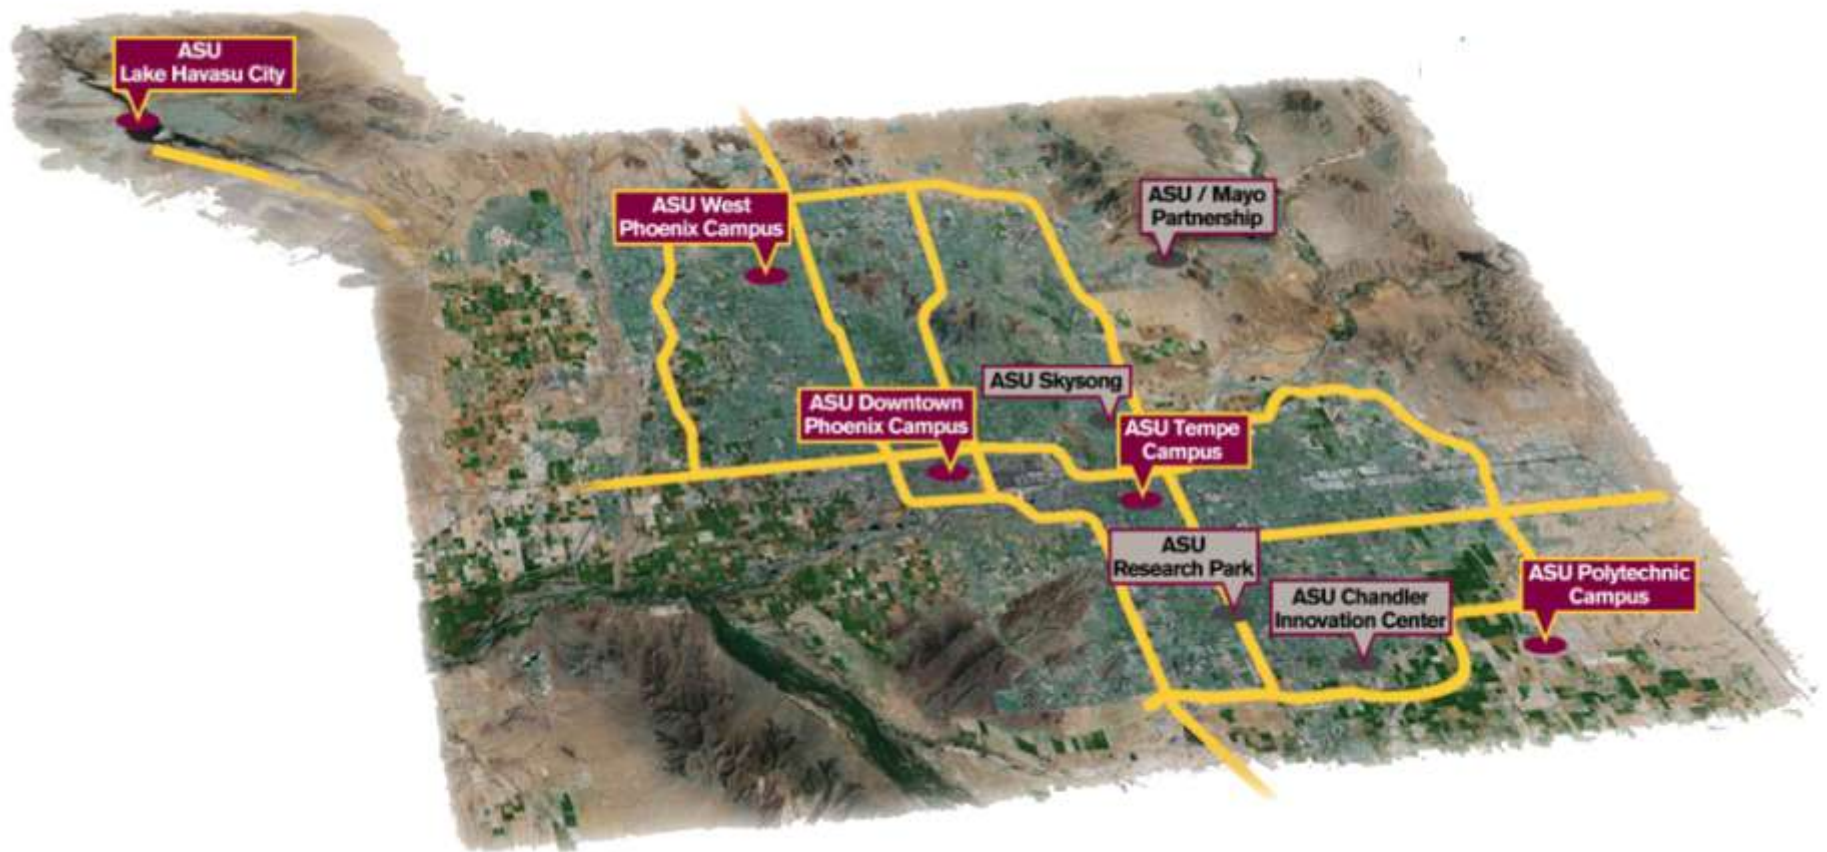 ASU
Lake Havasu City
ASU West
Phoenix Campus
ASU / Mayo
Partnership
ASU Skysong
ASU Downtown
Phoenix Campus
ASU Tempe
Campus
ASU
Research Park
ASU Chandler
Innovation Center
ASU Polytechnic
Campus